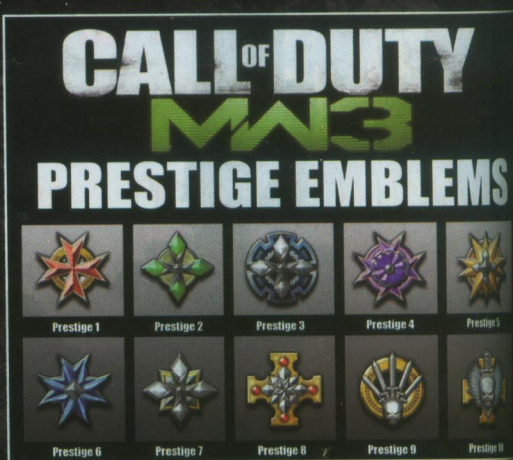 CALL OF DUTY
MW3
PRESTIGE EMBLEMS
Prestige 1
Prestige 2
Prestige 3
Prestige 4
Prestige 5
Prestige 6
Prestige 7
Prestige 8
Prestige 9
Prestige